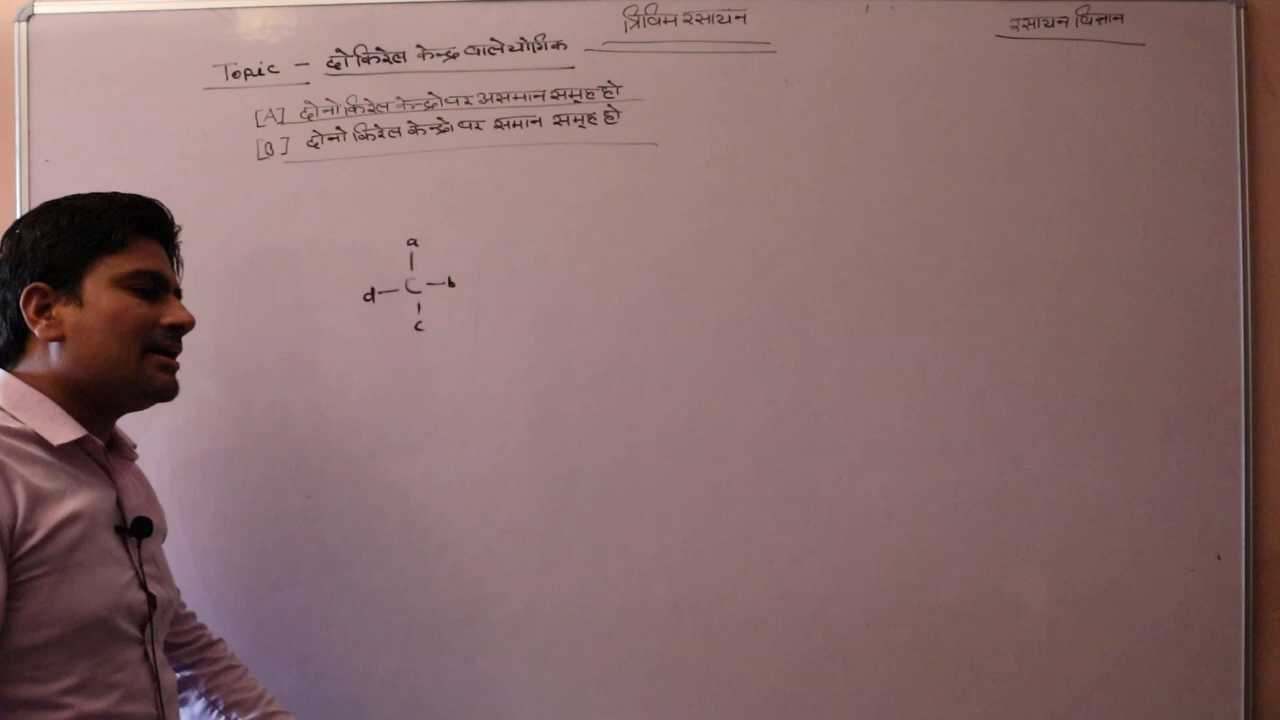 त्रिविम रसायन
रसायन विज्ञान
Topic - दो किरेल केन्द्र वाले योगिक
[A] दोनो किरेल केन्द्रो पर असमान समूह हो
[B] दोनो किरेल केन्द्रो पर समान समूह हो
a
d - C - b
c